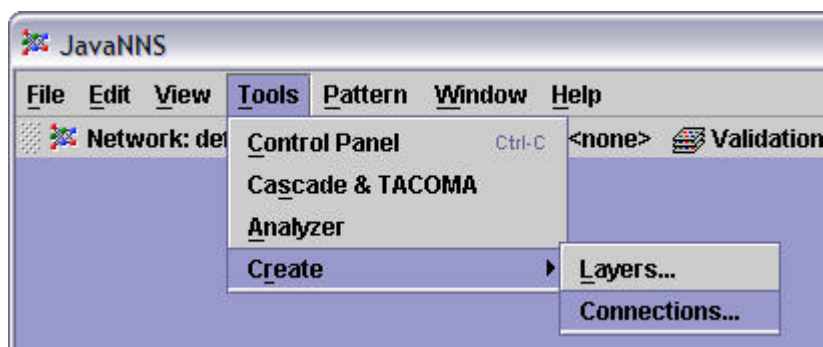 JavaNNS
File Edit View Tools Pattern Window Help
Network: def <none> Validation
Control Panel Ctrl-C
Cascade & TACOMA
Analyzer
Create
Layers...
Connections...